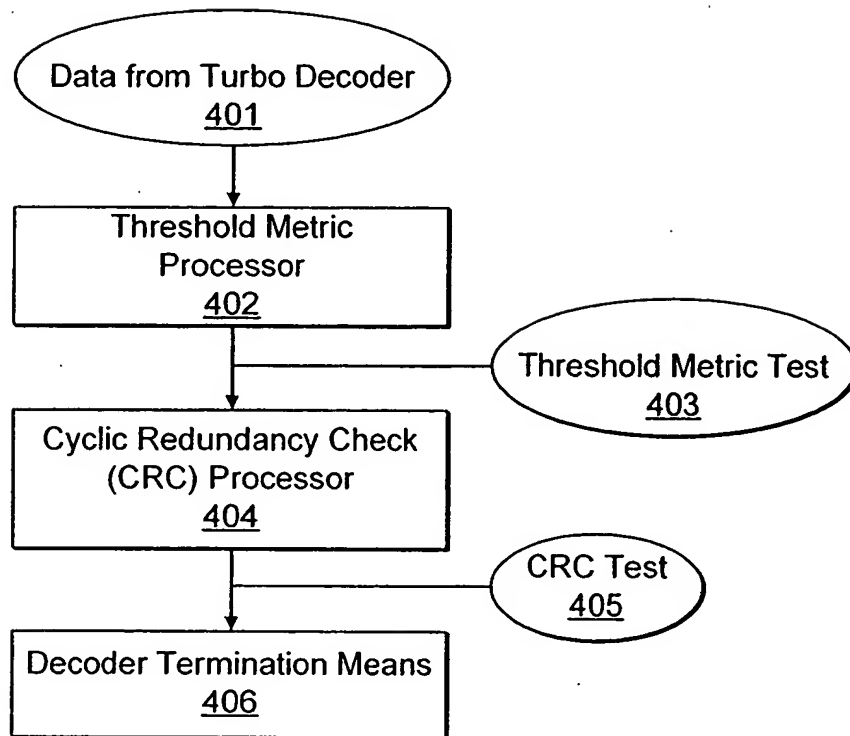 Data from Turbo Decoder
401
Threshold Metric
Processor
402
Threshold Metric Test
403
Cyclic Redundancy Check
(CRC) Processor
404
CRC Test
405
Decoder Termination Means
406